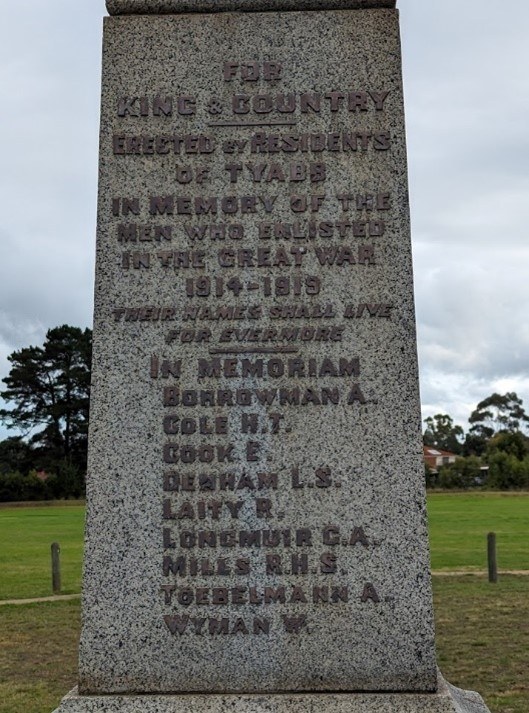 FOR
KING & COUNTRY
ERECTED BY RESIDENTS
OF TYABB
IN MEMORY OF THE
MEN WHO ENLISTED
IN THE GREAT WAR
1914-1919
THEIR NAMES SHALL LIVE
FOR EVERMORE
IN MEMORIAM
BORROWMAN A.
COLE H.T.
COOK E.
DENHAM L.S.
LAITY R.
LONGMUIR G.A.
MILES R.H.S.
TOEBELMANN A.
WYMAN W.